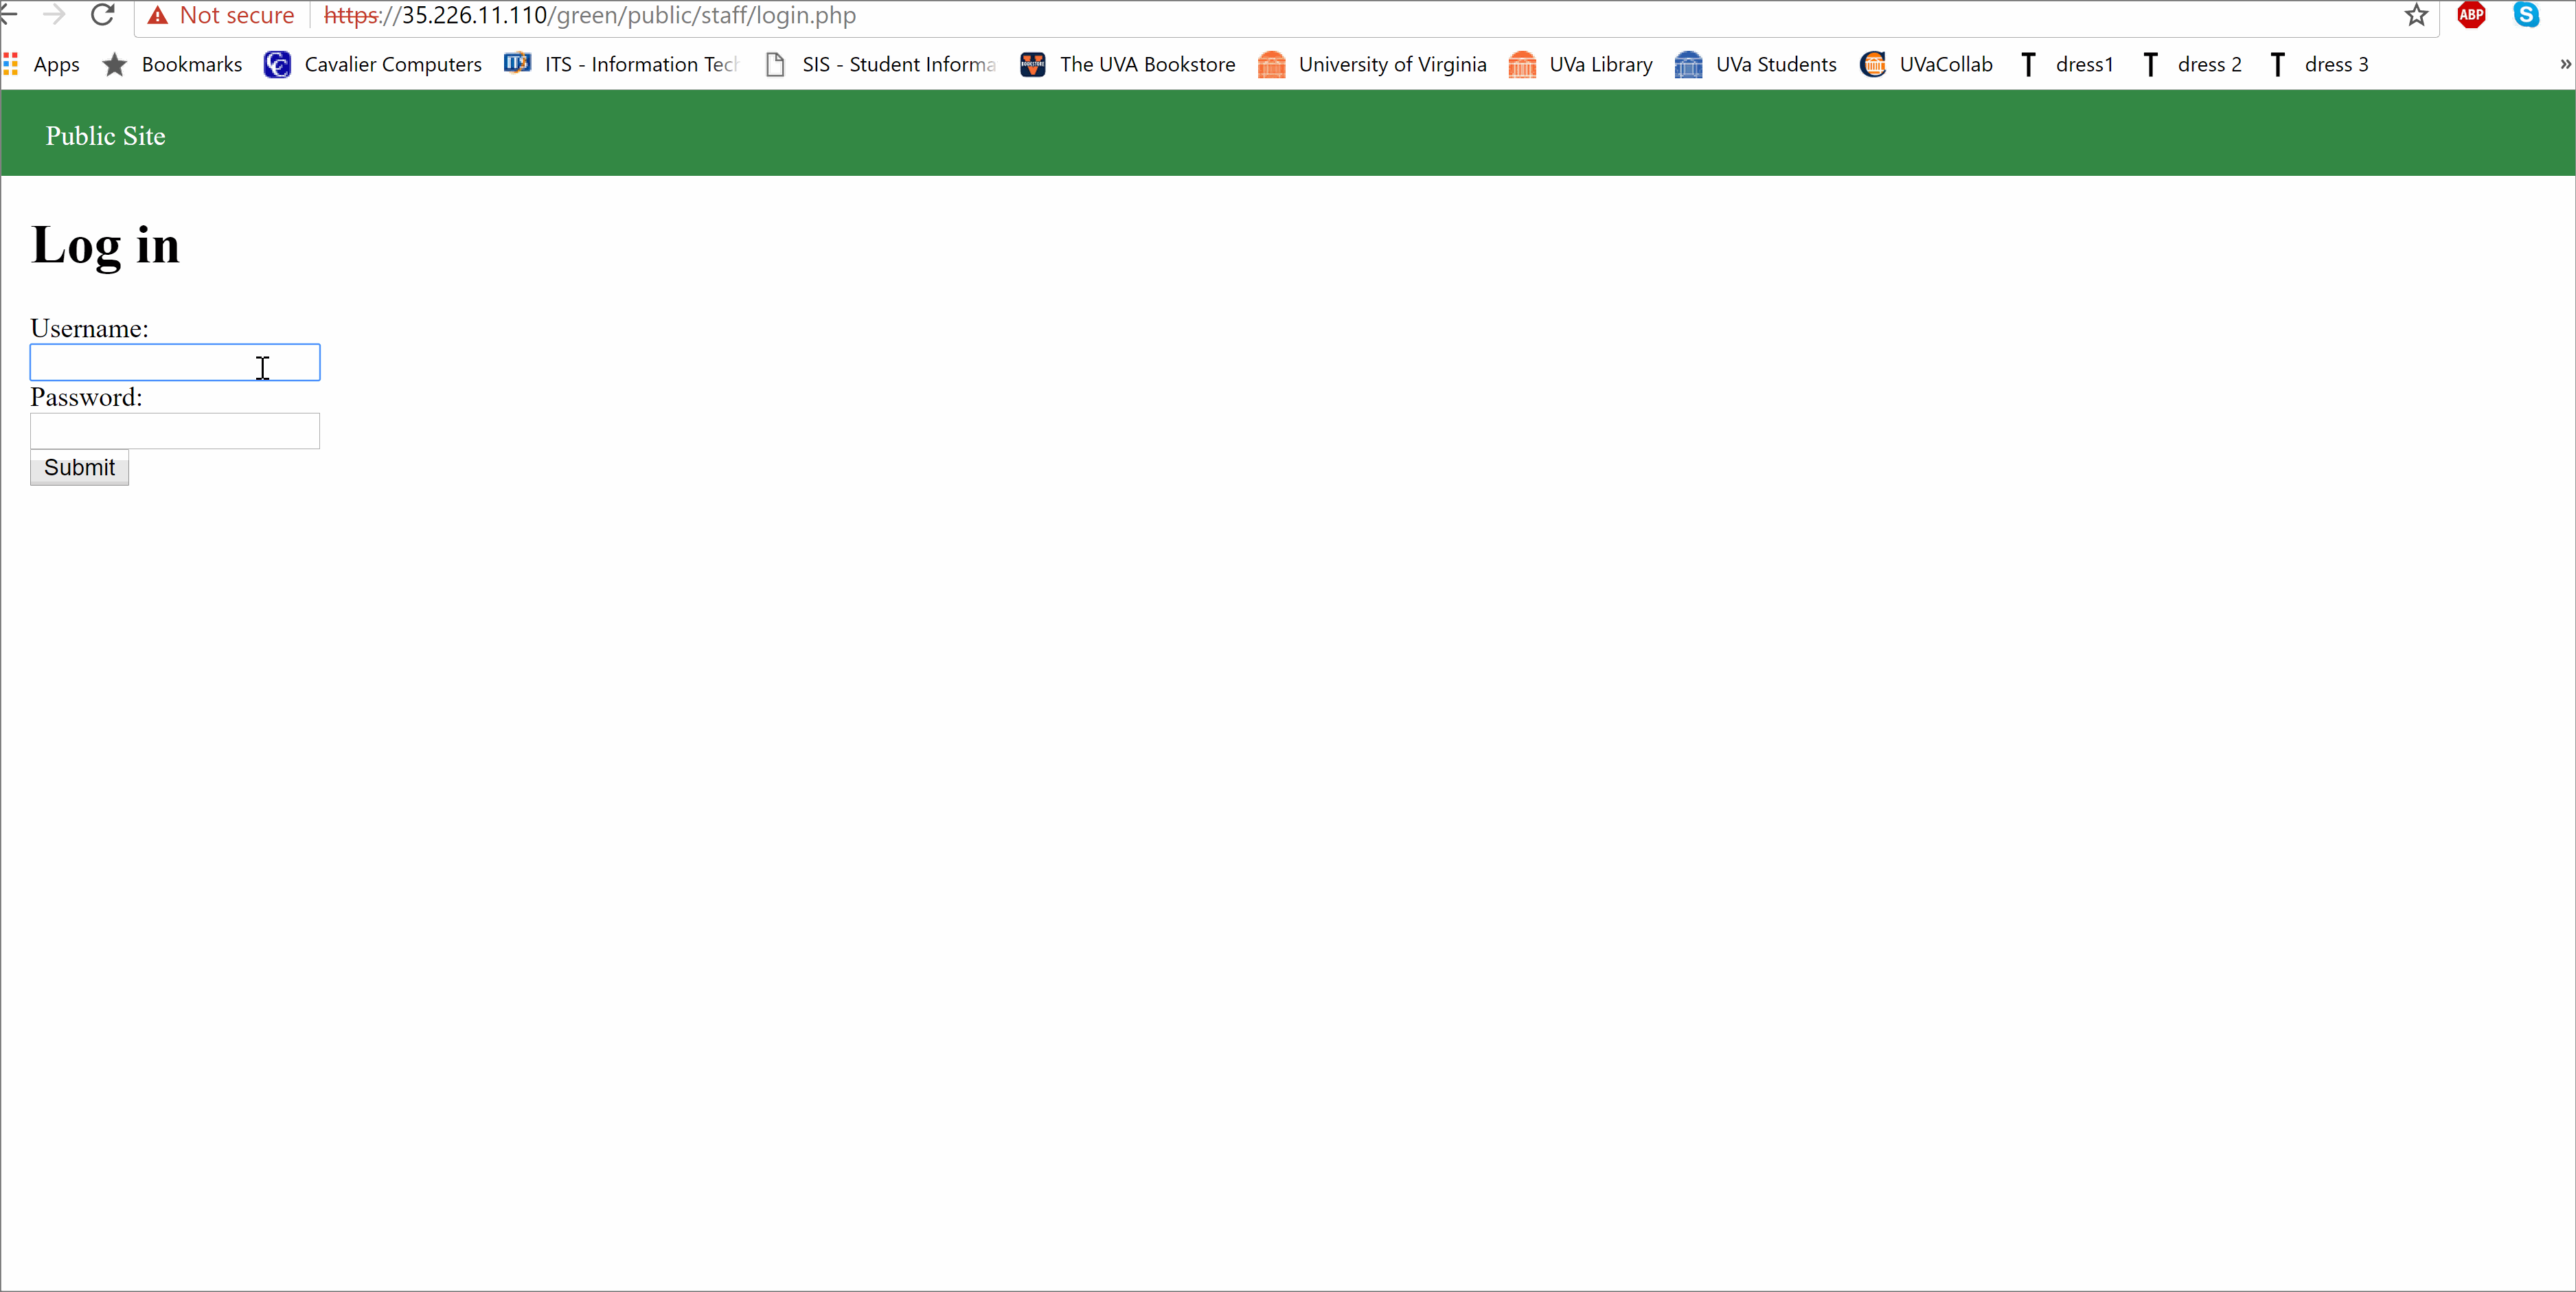 Not secure https://35.226.11.110/green/public/staff/login.php ABP S
Apps Bookmarks Cavalier Computers ITS - Information Tech SIS - Student Informa The UVA Bookstore University of Virginia UVa Library UVa Students UVaCollab T dress1 T dress 2 T dress 3 »
Public Site
Log in
Username:
Password:
Submit